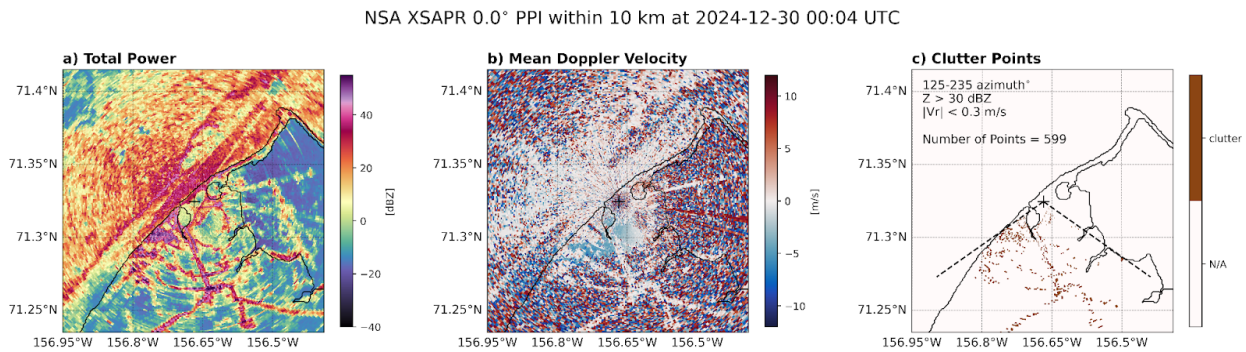 NSA XSAPR 0.0° PPI within 10 km at 2024-12-30 00:04 UTC
a) Total Power
71.4°N
71.35°N
71.3°N
71.25°N
156.95°W 156.8°W 156.65°W 156.5°W
40
20
0
−20
−40
[dBZ]
b) Mean Doppler Velocity
71.4°N
71.35°N
71.3°N
71.25°N
156.95°W 156.8°W 156.65°W 156.5°W
10
5
0
−5
−10
[m/s]
c) Clutter Points
125-235 azimuth°
Z > 30 dBZ
|Vr| < 0.3 m/s
Number of Points = 599
71.4°N
71.35°N
71.3°N
71.25°N
156.95°W 156.8°W 156.65°W 156.5°W
clutter
N/A